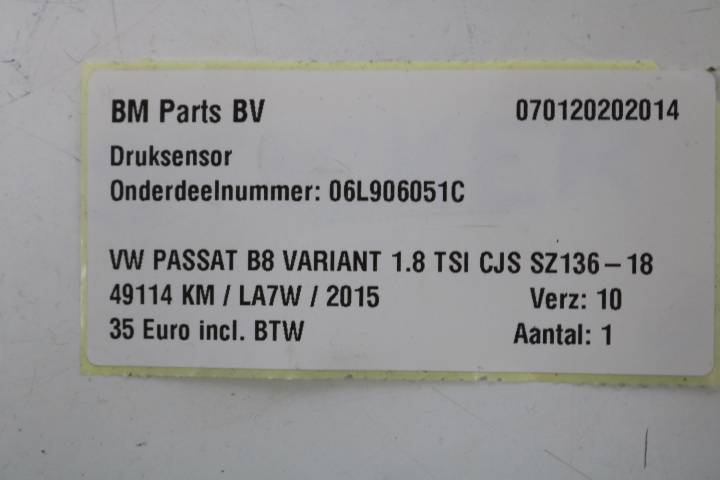 BM Parts BV 070120202014
Druksensor
Onderdeelnummer: 06L906051C
VW PASSAT B8 VARIANT 1.8 TSI CJS SZ136-18
49114 KM / LA7W / 2015 Verz: 10
35 Euro incl. BTW Aantal: 1